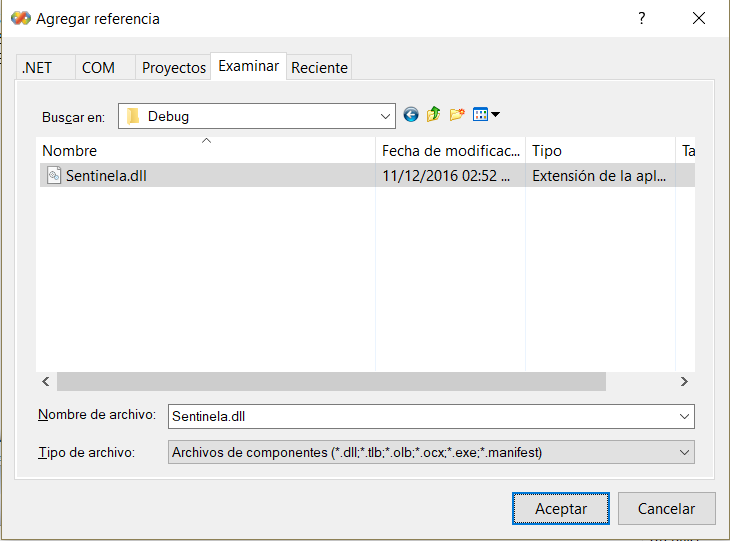 Agregar referencia
?
.NET COM Proyectos Examinar Reciente
Buscar en: Debug
Nombre Fecha de modificac... Tipo Ta
Sentinela.dll 11/12/2016 02:52 ... Extensión de la apl...
Nombre de archivo: Sentinela.dll
Tipo de archivo: Archivos de componentes (*.dll;*.tlb;*.olb;*.ocx;*.exe;*.manifest)
Aceptar Cancelar